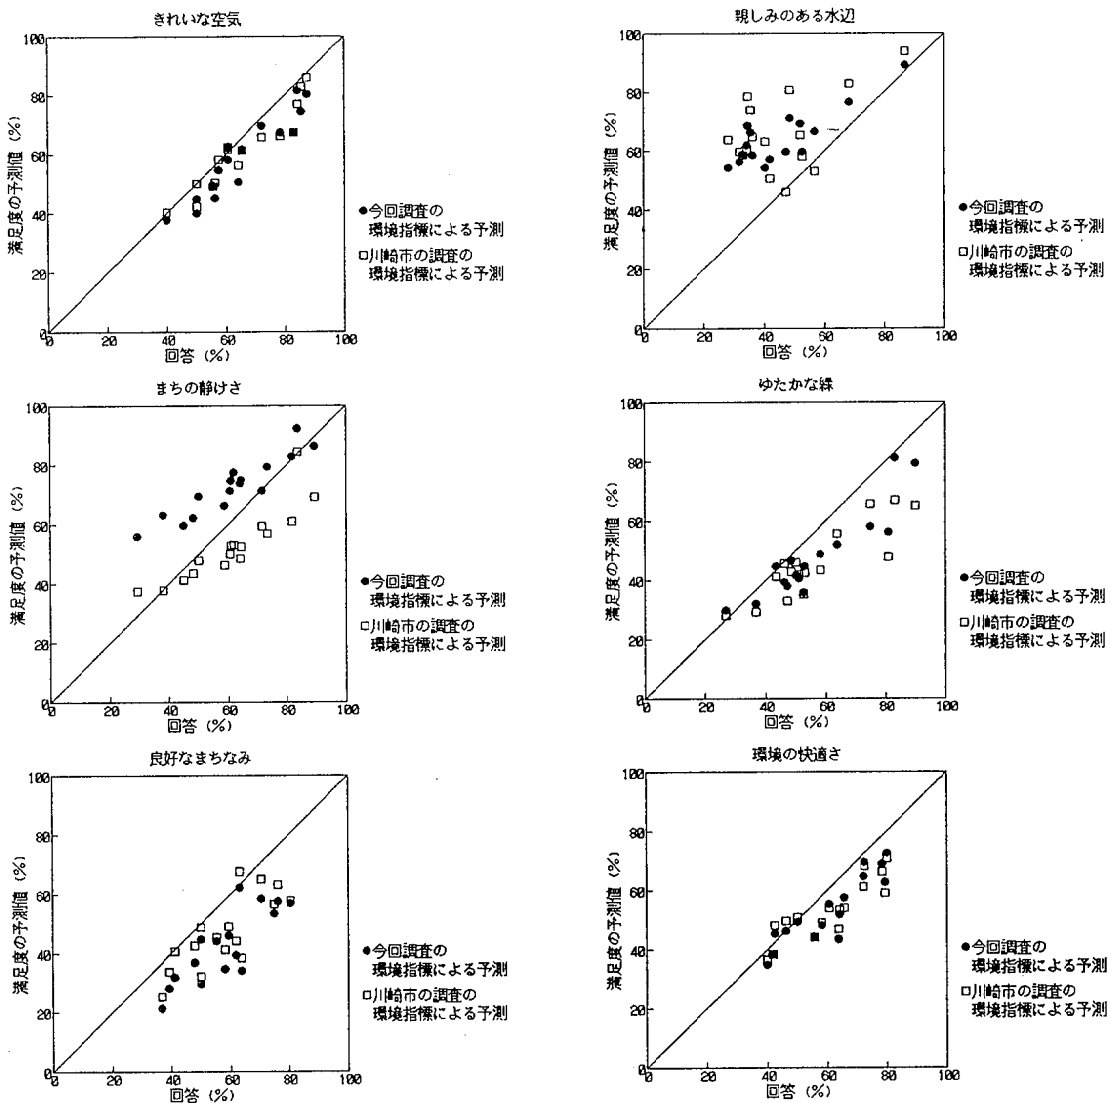 きれいな空気
満足度の予測値 (%)
100
80
60
40
20
0
0 20 40 60 80 100
回答 (%)
●今回調査の
環境指標による予測
□川崎市の調査の
環境指標による予測
親しみのある水辺
満足度の予測値 (%)
100
80
60
40
20
0
0 20 40 60 80 100
回答 (%)
●今回調査の
環境指標による予測
□川崎市の調査の
環境指標による予測
まちの静けさ
満足度の予測値 (%)
100
80
60
40
20
0
0 20 40 60 80 100
回答 (%)
●今回調査の
環境指標による予測
□川崎市の調査の
環境指標による予測
ゆたかな緑
満足度の予測値 (%)
100
80
60
40
20
0
0 20 40 60 80 100
回答 (%)
●今回調査の
環境指標による予測
□川崎市の調査の
環境指標による予測
良好なまちなみ
満足度の予測値 (%)
100
80
60
40
20
0
0 20 40 60 80 100
回答 (%)
●今回調査の
環境指標による予測
□川崎市の調査の
環境指標による予測
環境の快適さ
満足度の予測値 (%)
100
80
60
40
20
0
0 20 40 60 80 100
回答 (%)
●今回調査の
環境指標による予測
□川崎市の調査の
環境指標による予測